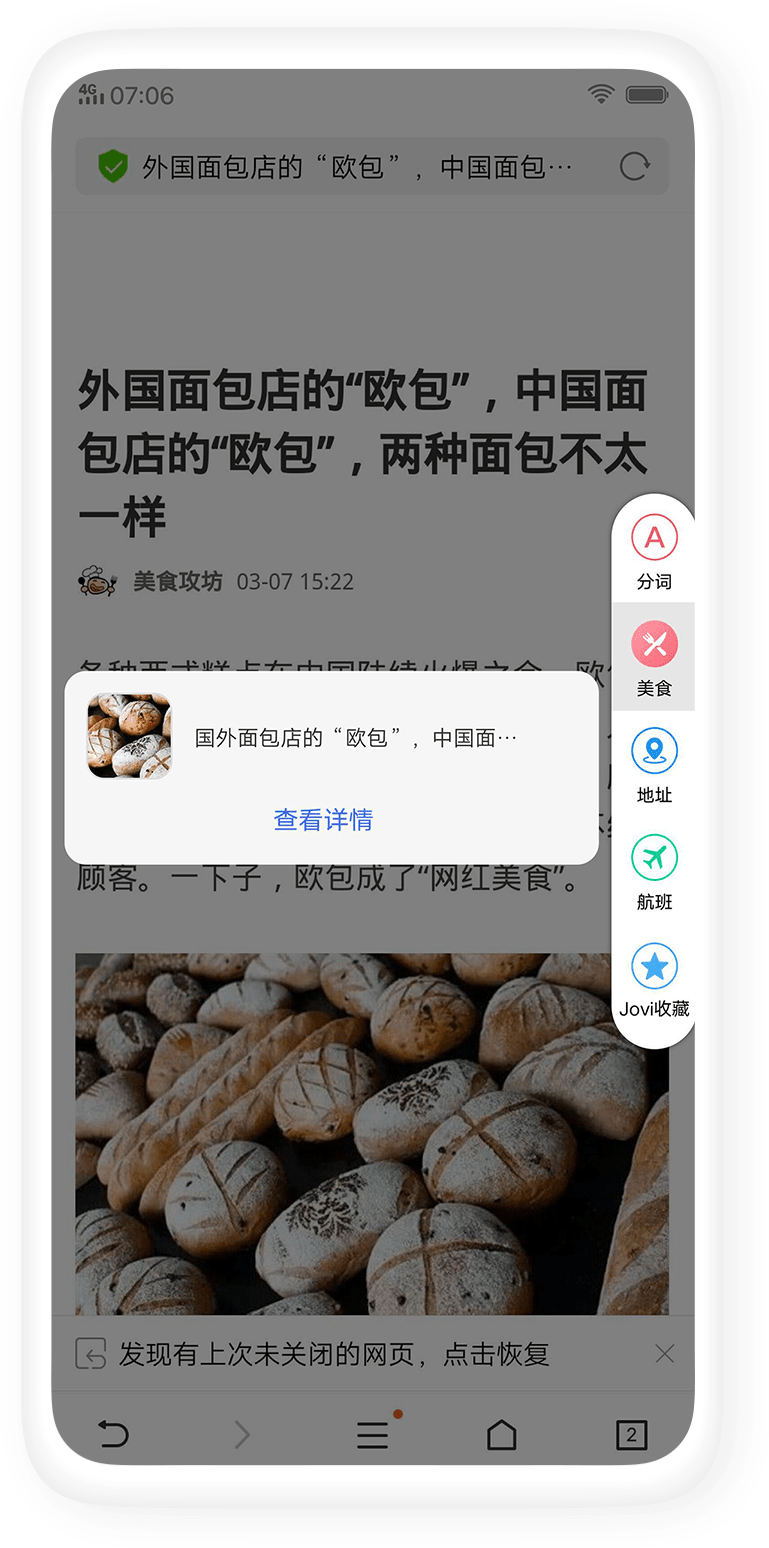 4G 07:06
外国面包店的“欧包”，中国面包…
外国面包店的“欧包”，中国面
包店的“欧包”，两种面包不太
一样
美食攻坊 03-07 15:22
各种西式糕点在中国陆续火爆之余，欧
国外面包店的“欧包”，中国面…
查看详情
顾客。一下子，欧包成了“网红美食”。
A
分词
美食
地址
航班
Jovi收藏
发现有上次未关闭的网页，点击恢复
2